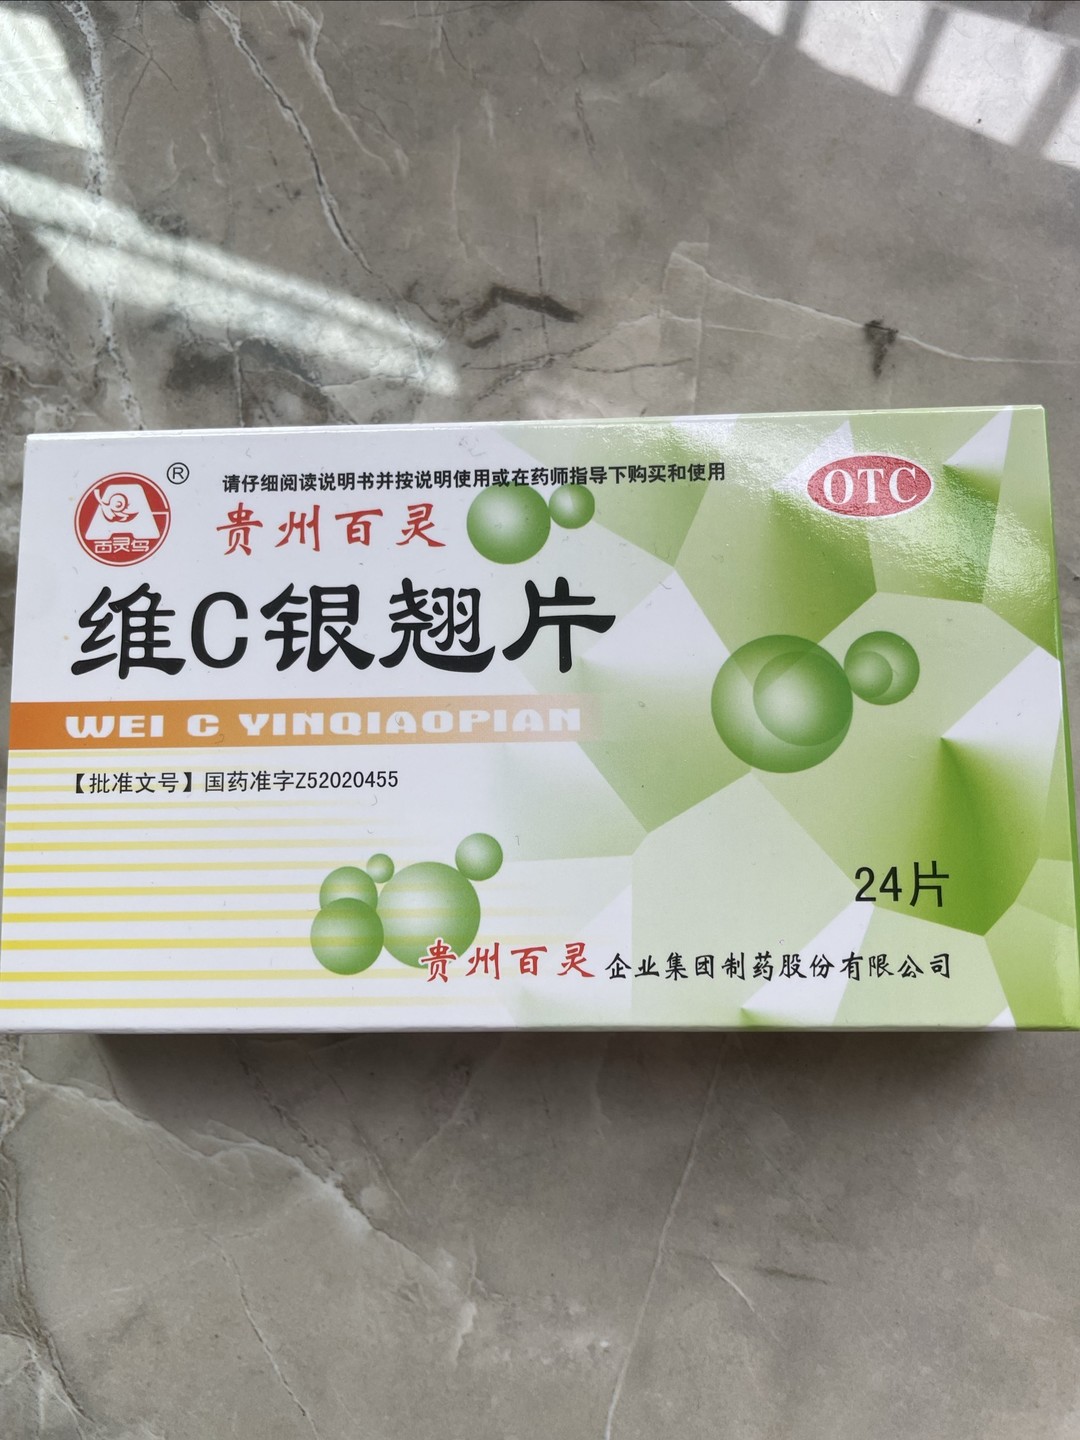 请仔细阅读说明书并按说明使用或在药师指导下购买和使用
OTC
®
百灵鸟
贵州百灵
维C银翘片
WEI C YINQIAOPIAN
【批准文号】国药准字Z52020455
24片
贵州百灵企业集团制药股份有限公司